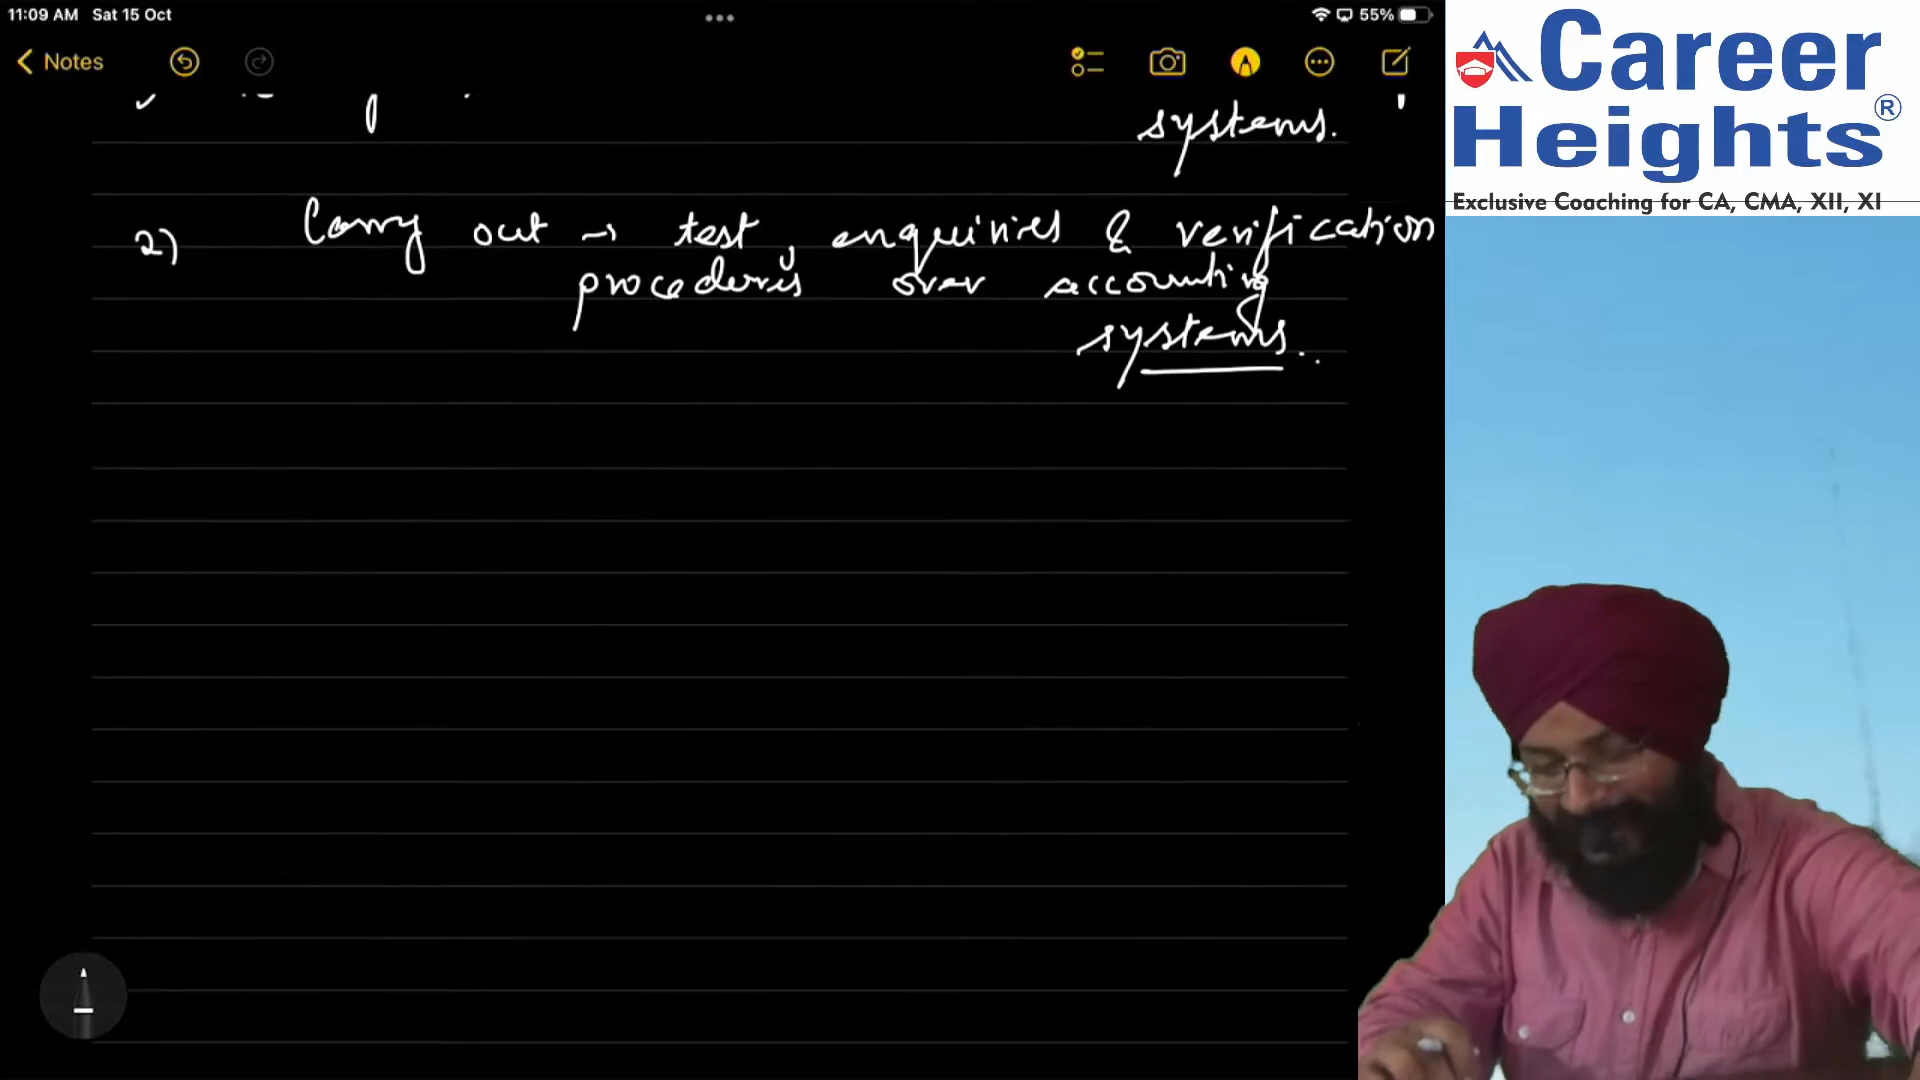 11:09 AM Sat 15 Oct
55%
Notes
systems.
2) Carry out → test, enquiries & verification
procedures over accounting
systems..
Career
Heights®
Exclusive Coaching for CA, CMA, XII, XI